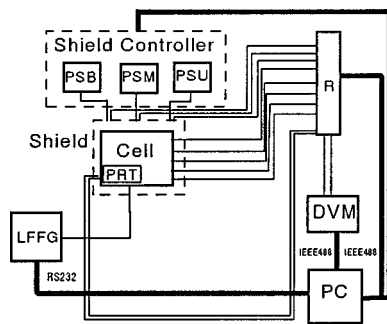 Shield Controller
PSB PSM PSU
R
Shield
Cell
PRT
DVM
LFFG
IEEE488 IEEE488
RS232
PC